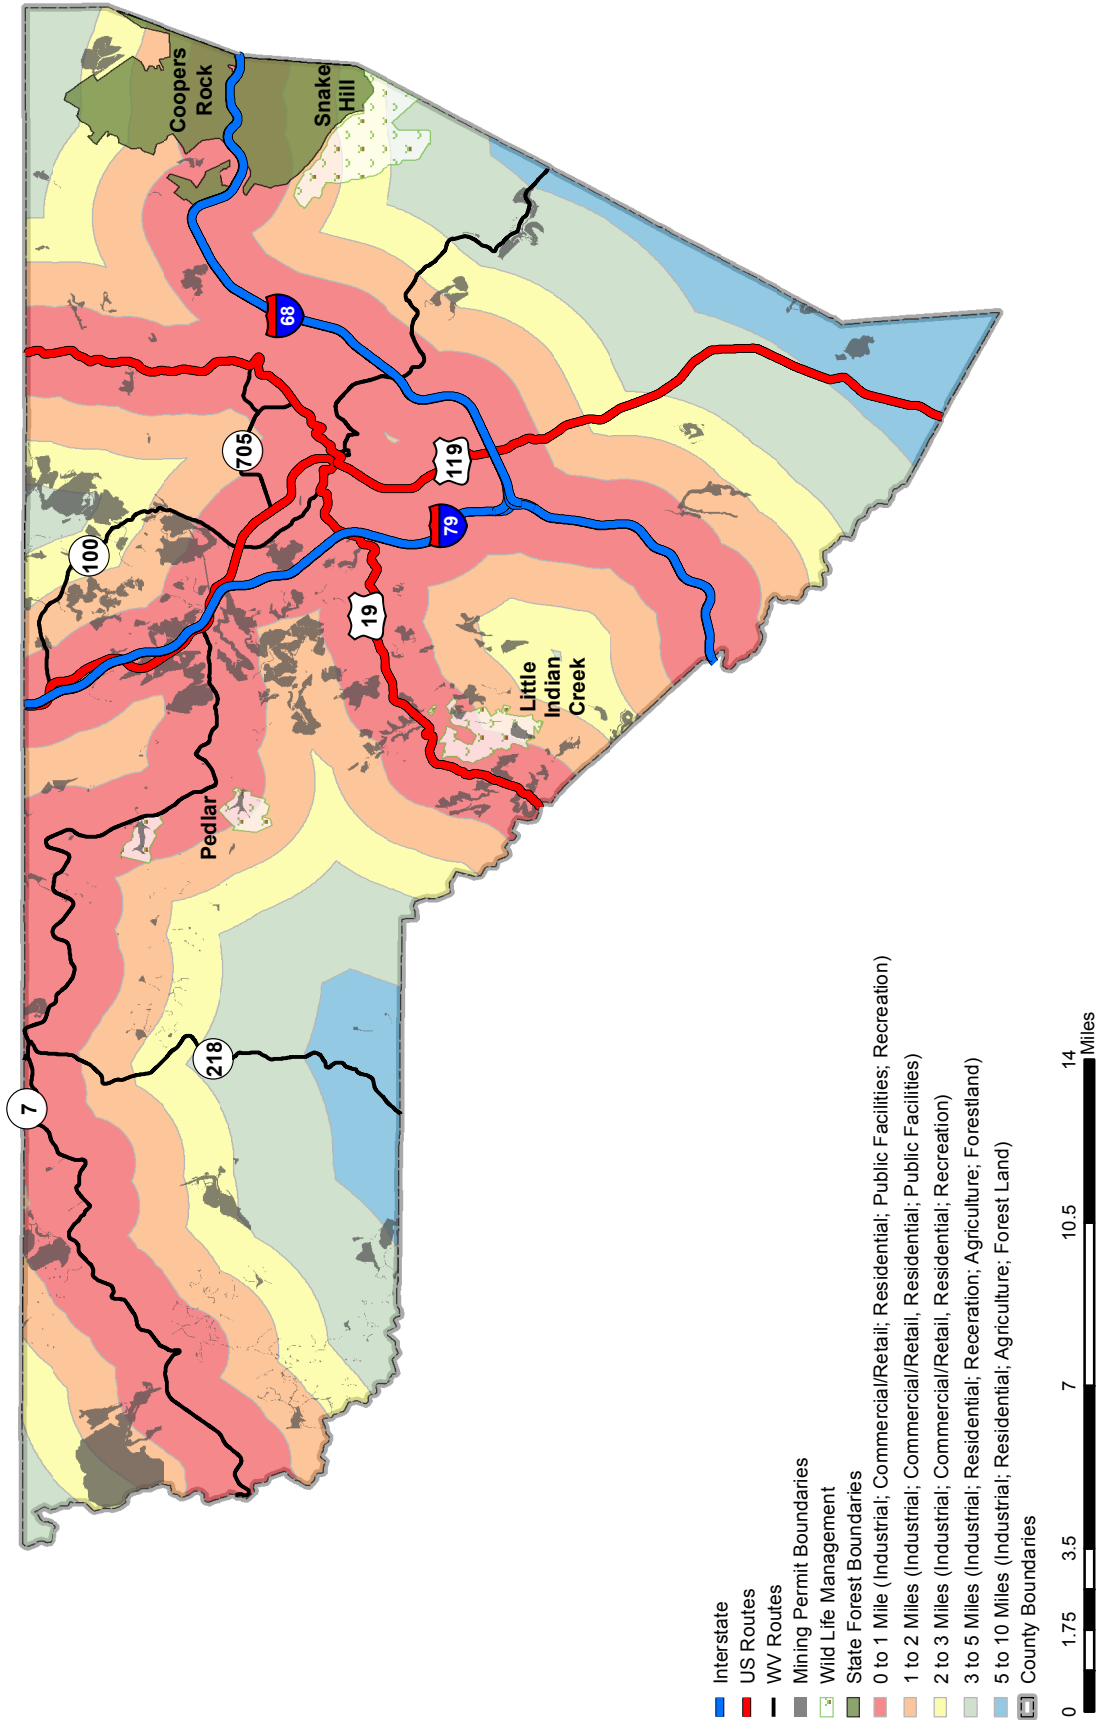 7
218
Pedlar
100
705
68
79
119
19
Coopers
Rock
Snake
Hill
Little
Indian
Creek
Interstate
US Routes
WV Routes
Mining Permit Boundaries
Wild Life Management
State Forest Boundaries
0 to 1 Mile (Industrial; Commercial/Retail; Residential; Public Facilities; Recreation)
1 to 2 Miles (Industrial; Commercial/Retail, Residential; Public Facilities)
2 to 3 Miles (Industrial; Commercial/Retail, Residential; Recreation)
3 to 5 Miles (Industrial; Residential; Receration; Agriculture; Forestland)
5 to 10 Miles (Industrial; Residential; Agriculture; Forest Land)
County Boundaries
0 1.75 3.5 7 10.5 14
Miles